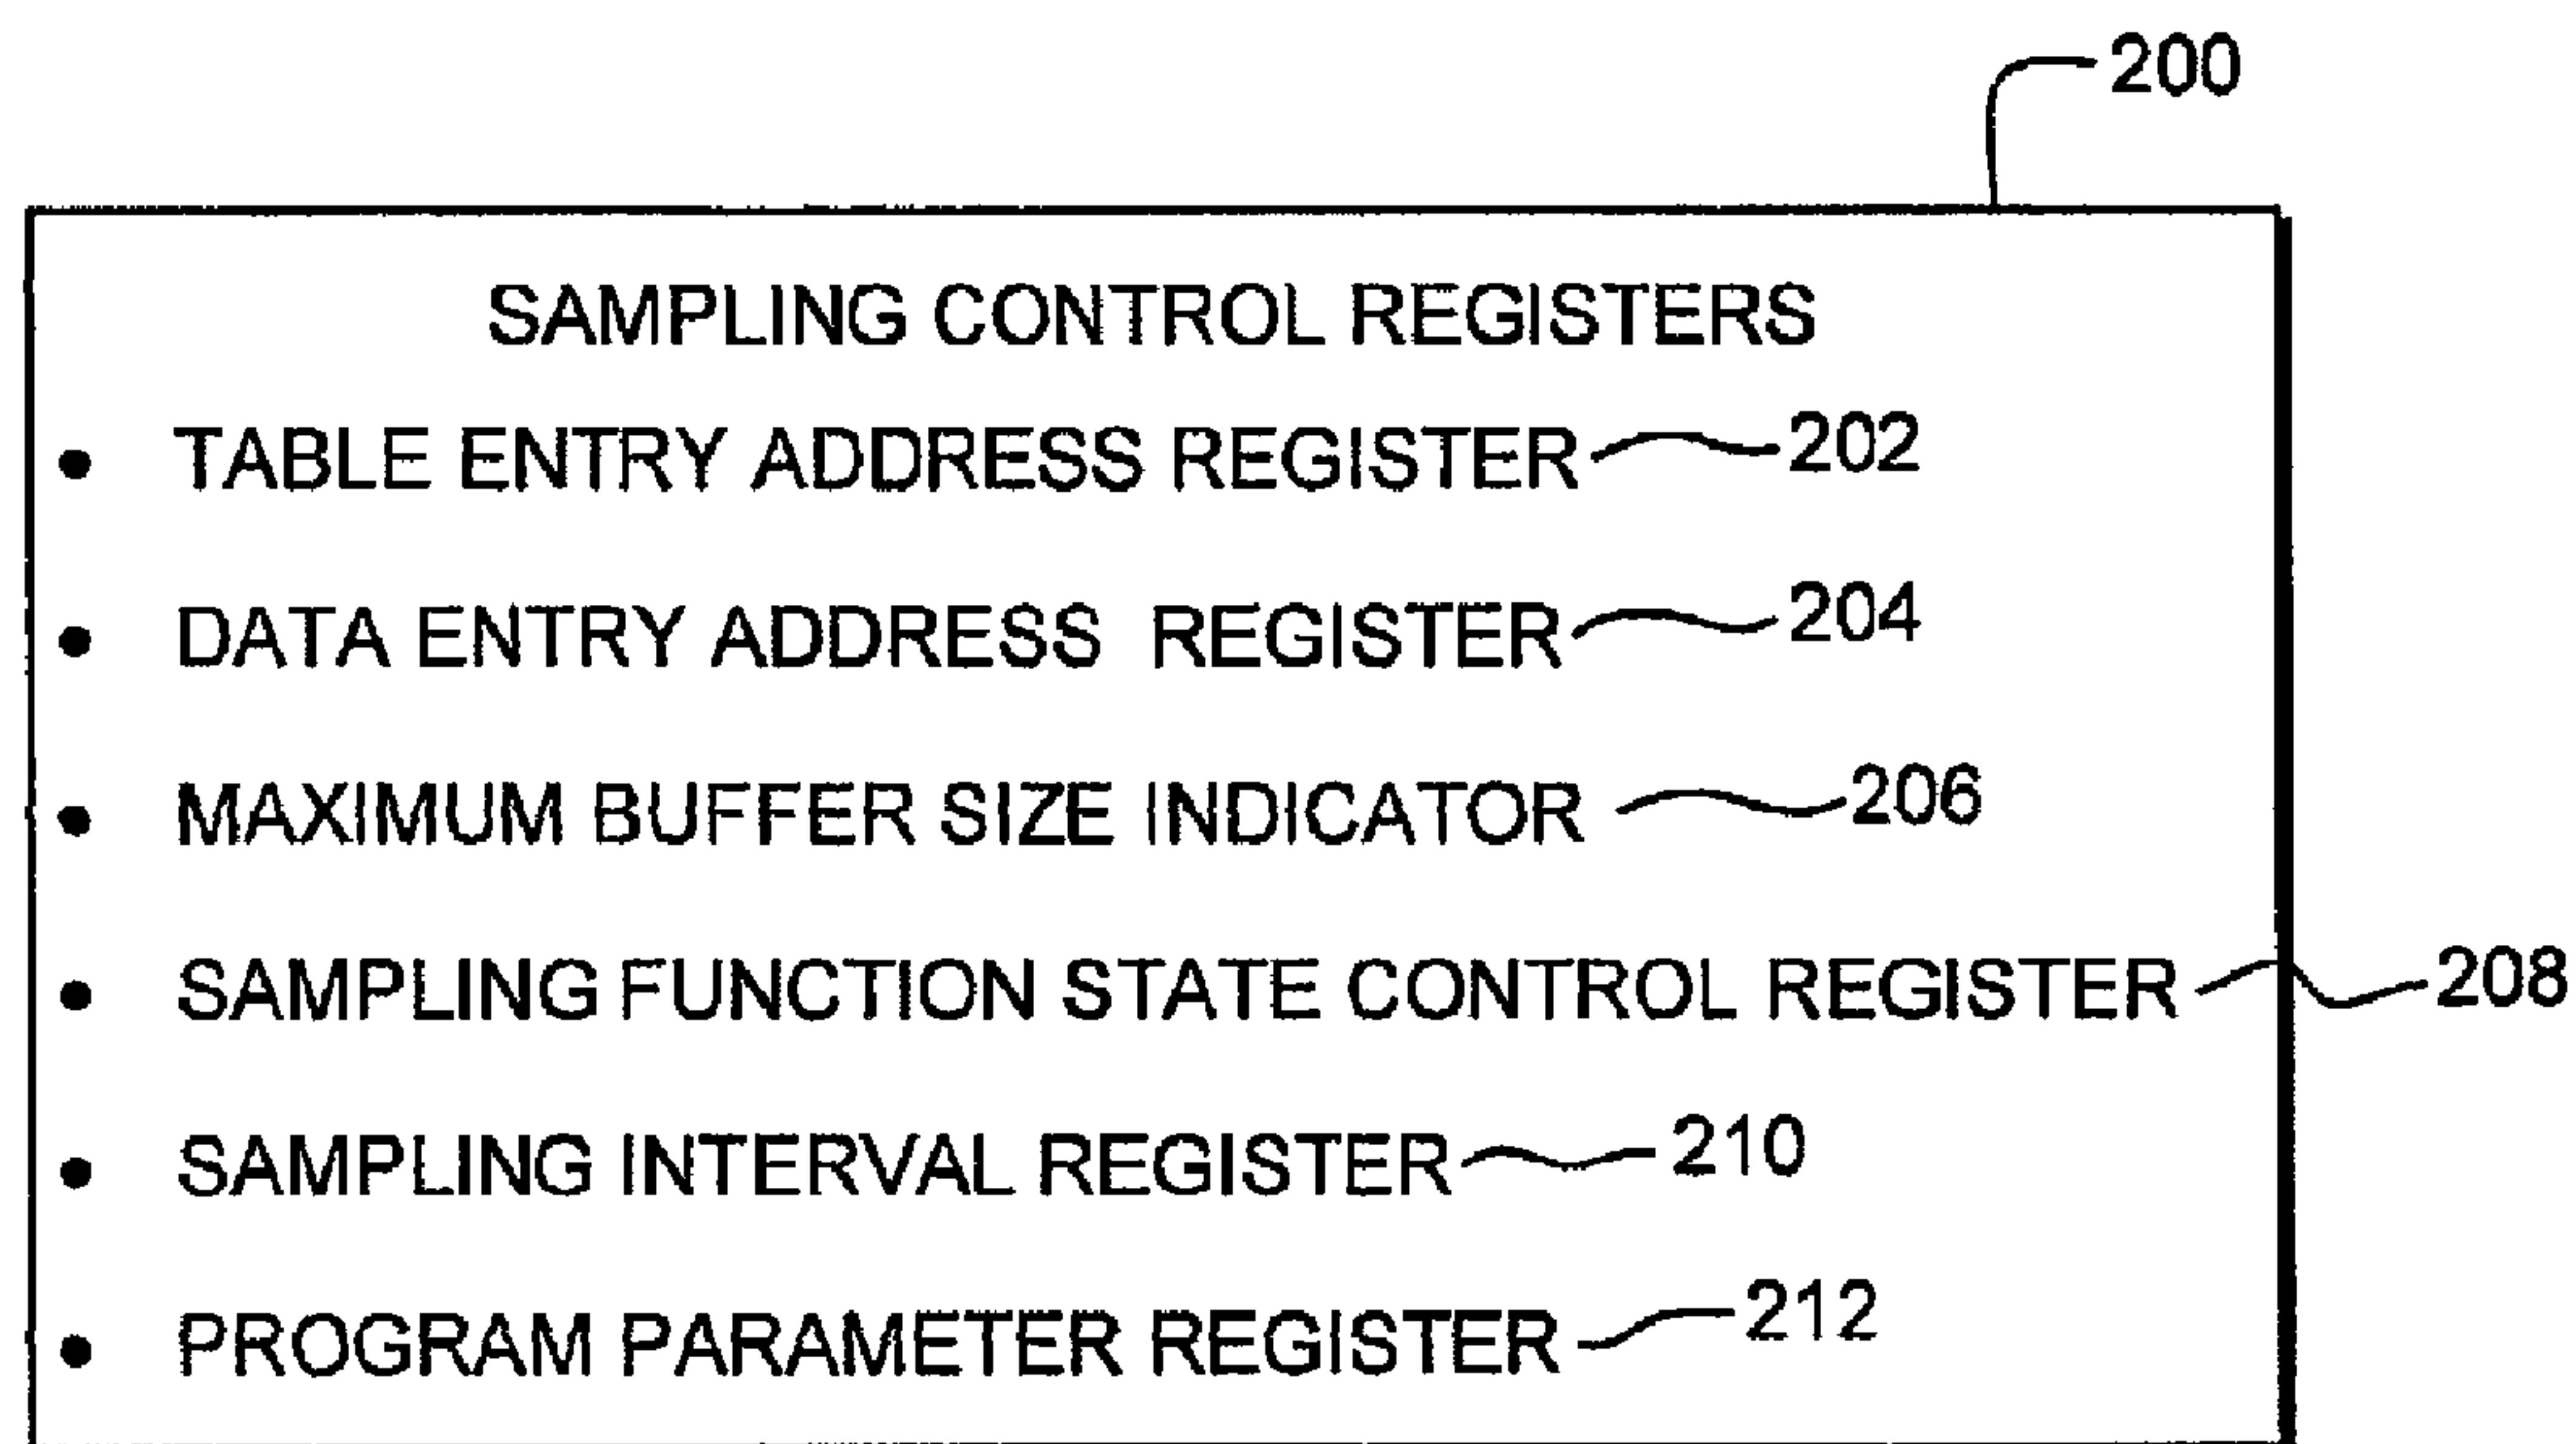 200
SAMPLING CONTROL REGISTERS
• TABLE ENTRY ADDRESS REGISTER 202
• DATA ENTRY ADDRESS REGISTER 204
• MAXIMUM BUFFER SIZE INDICATOR 206
• SAMPLING FUNCTION STATE CONTROL REGISTER 208
• SAMPLING INTERVAL REGISTER 210
• PROGRAM PARAMETER REGISTER 212